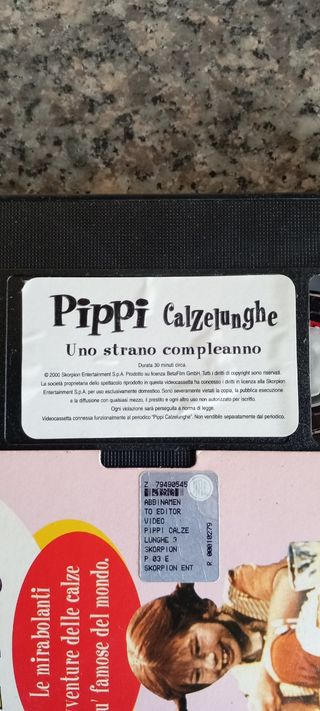 Pippi Calzelunghe
Uno strano compleanno
Durata 30 minuti circa
© 2000 Skorpion Entertainment S.p.A. Prodotto su licenza BetaFilm GmbH. Tutti i diritti di copyright sono riservati.
La società proprietaria dello spettacolo riprodotto in questa videocassetta ha concesso i diritti in licenza alla Skorpion
Entertainment S.p.A. per uso esclusivamente domestico. Sono severamente vietati la copia, la pubblica esecuzione
e la diffusione con qualsiasi mezzo, il prestito e ogni altro uso non autorizzato per iscritto.
Ogni violazione sarà perseguita a norma di legge.
Videocassetta connessa funzionalmente al periodico "Pippi Calzelunghe". Non vendibile separatamente dal periodico.
Z 79490545
ABBINAMEN
TO EDITOR
VIDEO
PIPPI CALZE
LUNGHE 3
SKORPION
P 03 E
SKORPION ENT
R 00010279
Le mirabolanti
vventure delle calze
u' famose del mondo.